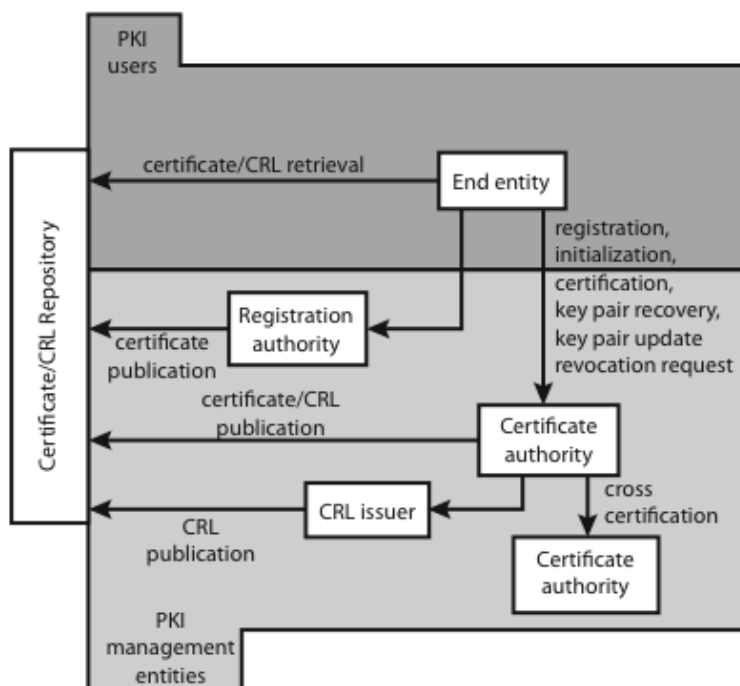 PKI
users
certificate/CRL retrieval
End entity
Certificate/CRL Repository
registration,
initialization,
certification,
key pair recovery,
key pair update
revocation request
Registration
authority
certificate
publication
certificate/CRL
publication
Certificate
authority
CRL issuer
CRL
publication
cross
certification
Certificate
authority
PKI
management
entities